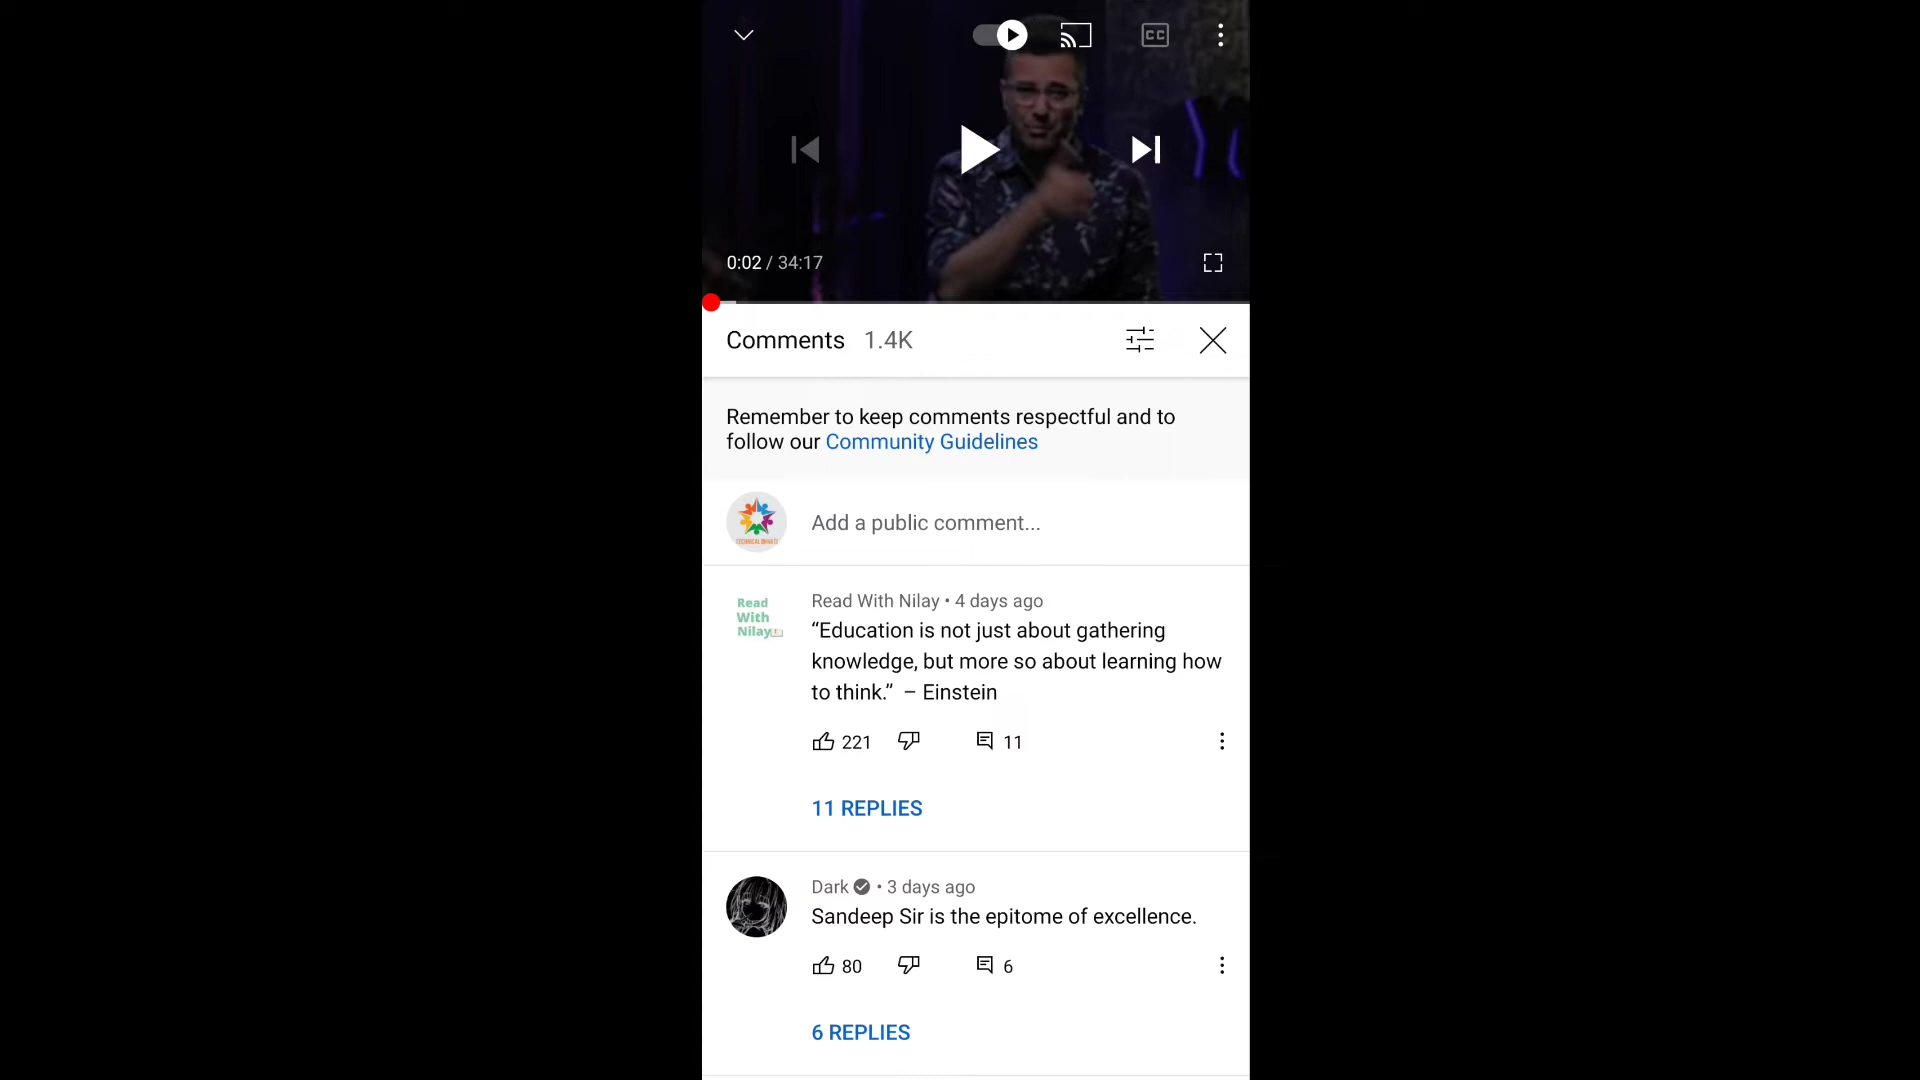 CC
0:02 / 34:17
Comments 1.4K
Remember to keep comments respectful and to
follow our Community Guidelines
Add a public comment...
Read With Nilay • 4 days ago
Read
With
Nilay
“Education is not just about gathering
knowledge, but more so about learning how
to think.” – Einstein
221 11
11 REPLIES
Dark • 3 days ago
Sandeep Sir is the epitome of excellence.
80 6
6 REPLIES